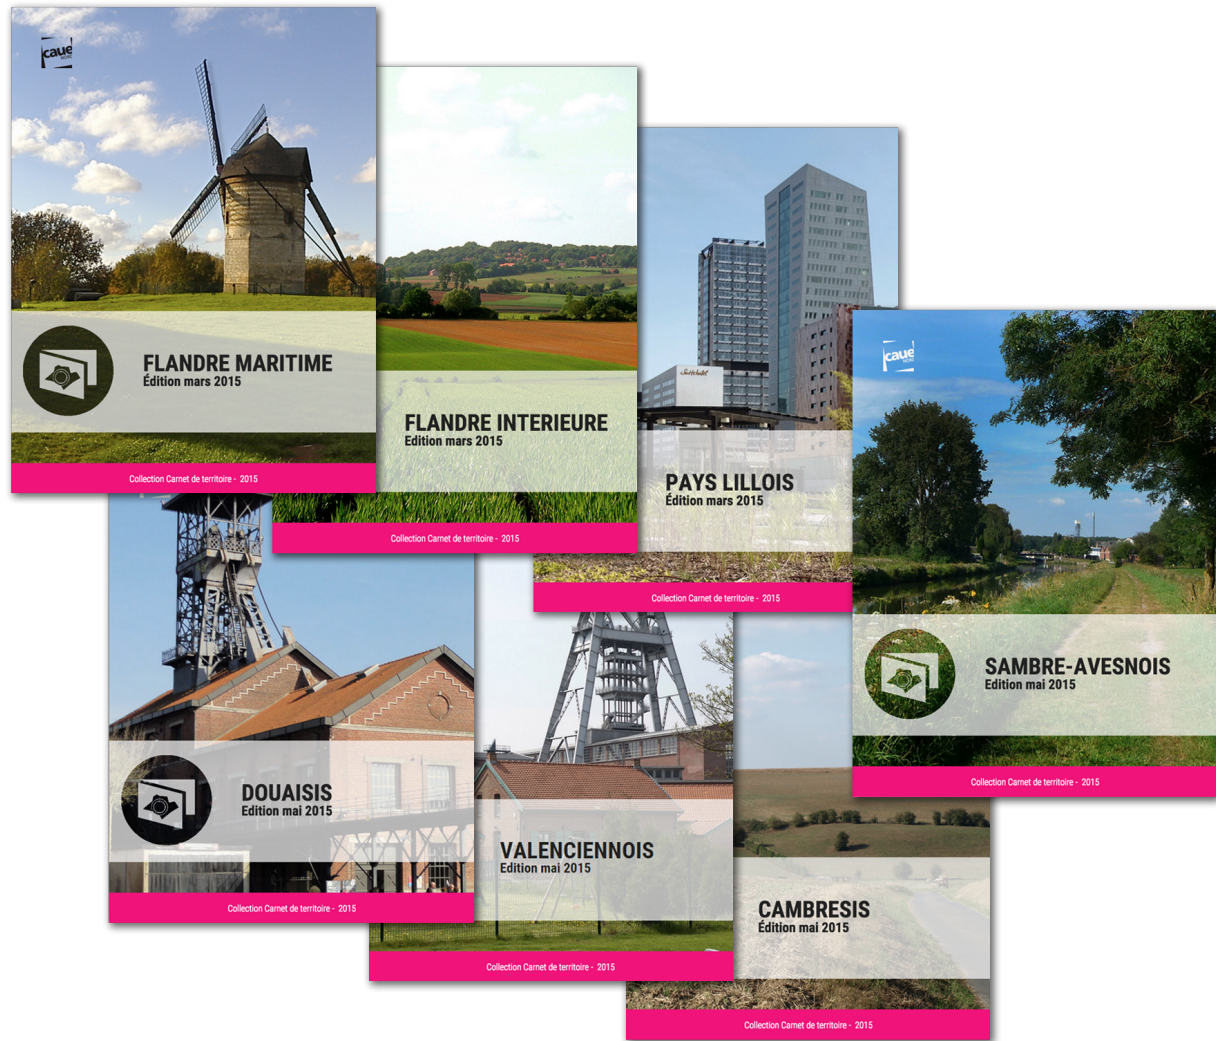 caue
NORD
FLANDRE MARITIME
Édition mars 2015
Collection Carnet de territoire - 2015
FLANDRE INTERIEURE
Edition mars 2015
Collection Carnet de territoire - 2015
Suitehotel
PAYS LILLOIS
Édition mars 2015
Collection Carnet de territoire - 2015
caue
NORD
SAMBRE-AVESNOIS
Edition mai 2015
Collection Carnet de territoire - 2015
DOUAISIS
Edition mai 2015
Collection Carnet de territoire - 2015
VALENCIENNOIS
Edition mai 2015
Collection Carnet de territoire - 2015
CAMBRESIS
Édition mai 2015
Collection Carnet de territoire - 2015